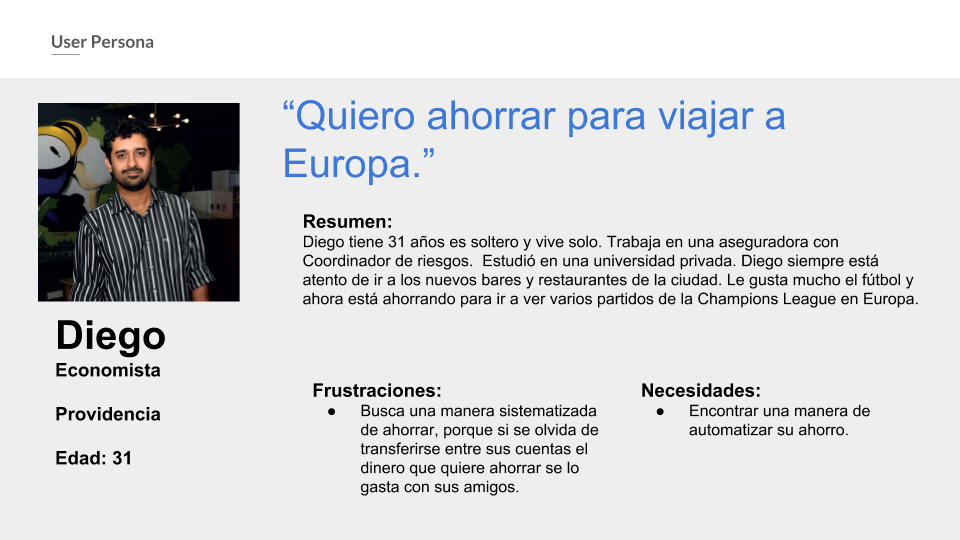 User Persona
“Quiero ahorrar para viajar a
Europa.”
Resumen:
Diego tiene 31 años es soltero y vive solo. Trabaja en una aseguradora con
Coordinador de riesgos.  Estudió en una universidad privada. Diego siempre está
atento de ir a los nuevos bares y restaurantes de la ciudad. Le gusta mucho el fútbol y
ahora está ahorrando para ir a ver varios partidos de la Champions League en Europa.
Diego
Economista
Providencia
Edad: 31
Frustraciones:
● Busca una manera sistematizada
de ahorrar, porque si se olvida de
transferirse entre sus cuentas el
dinero que quiere ahorrar se lo
gasta con sus amigos.
Necesidades:
● Encontrar una manera de
automatizar su ahorro.